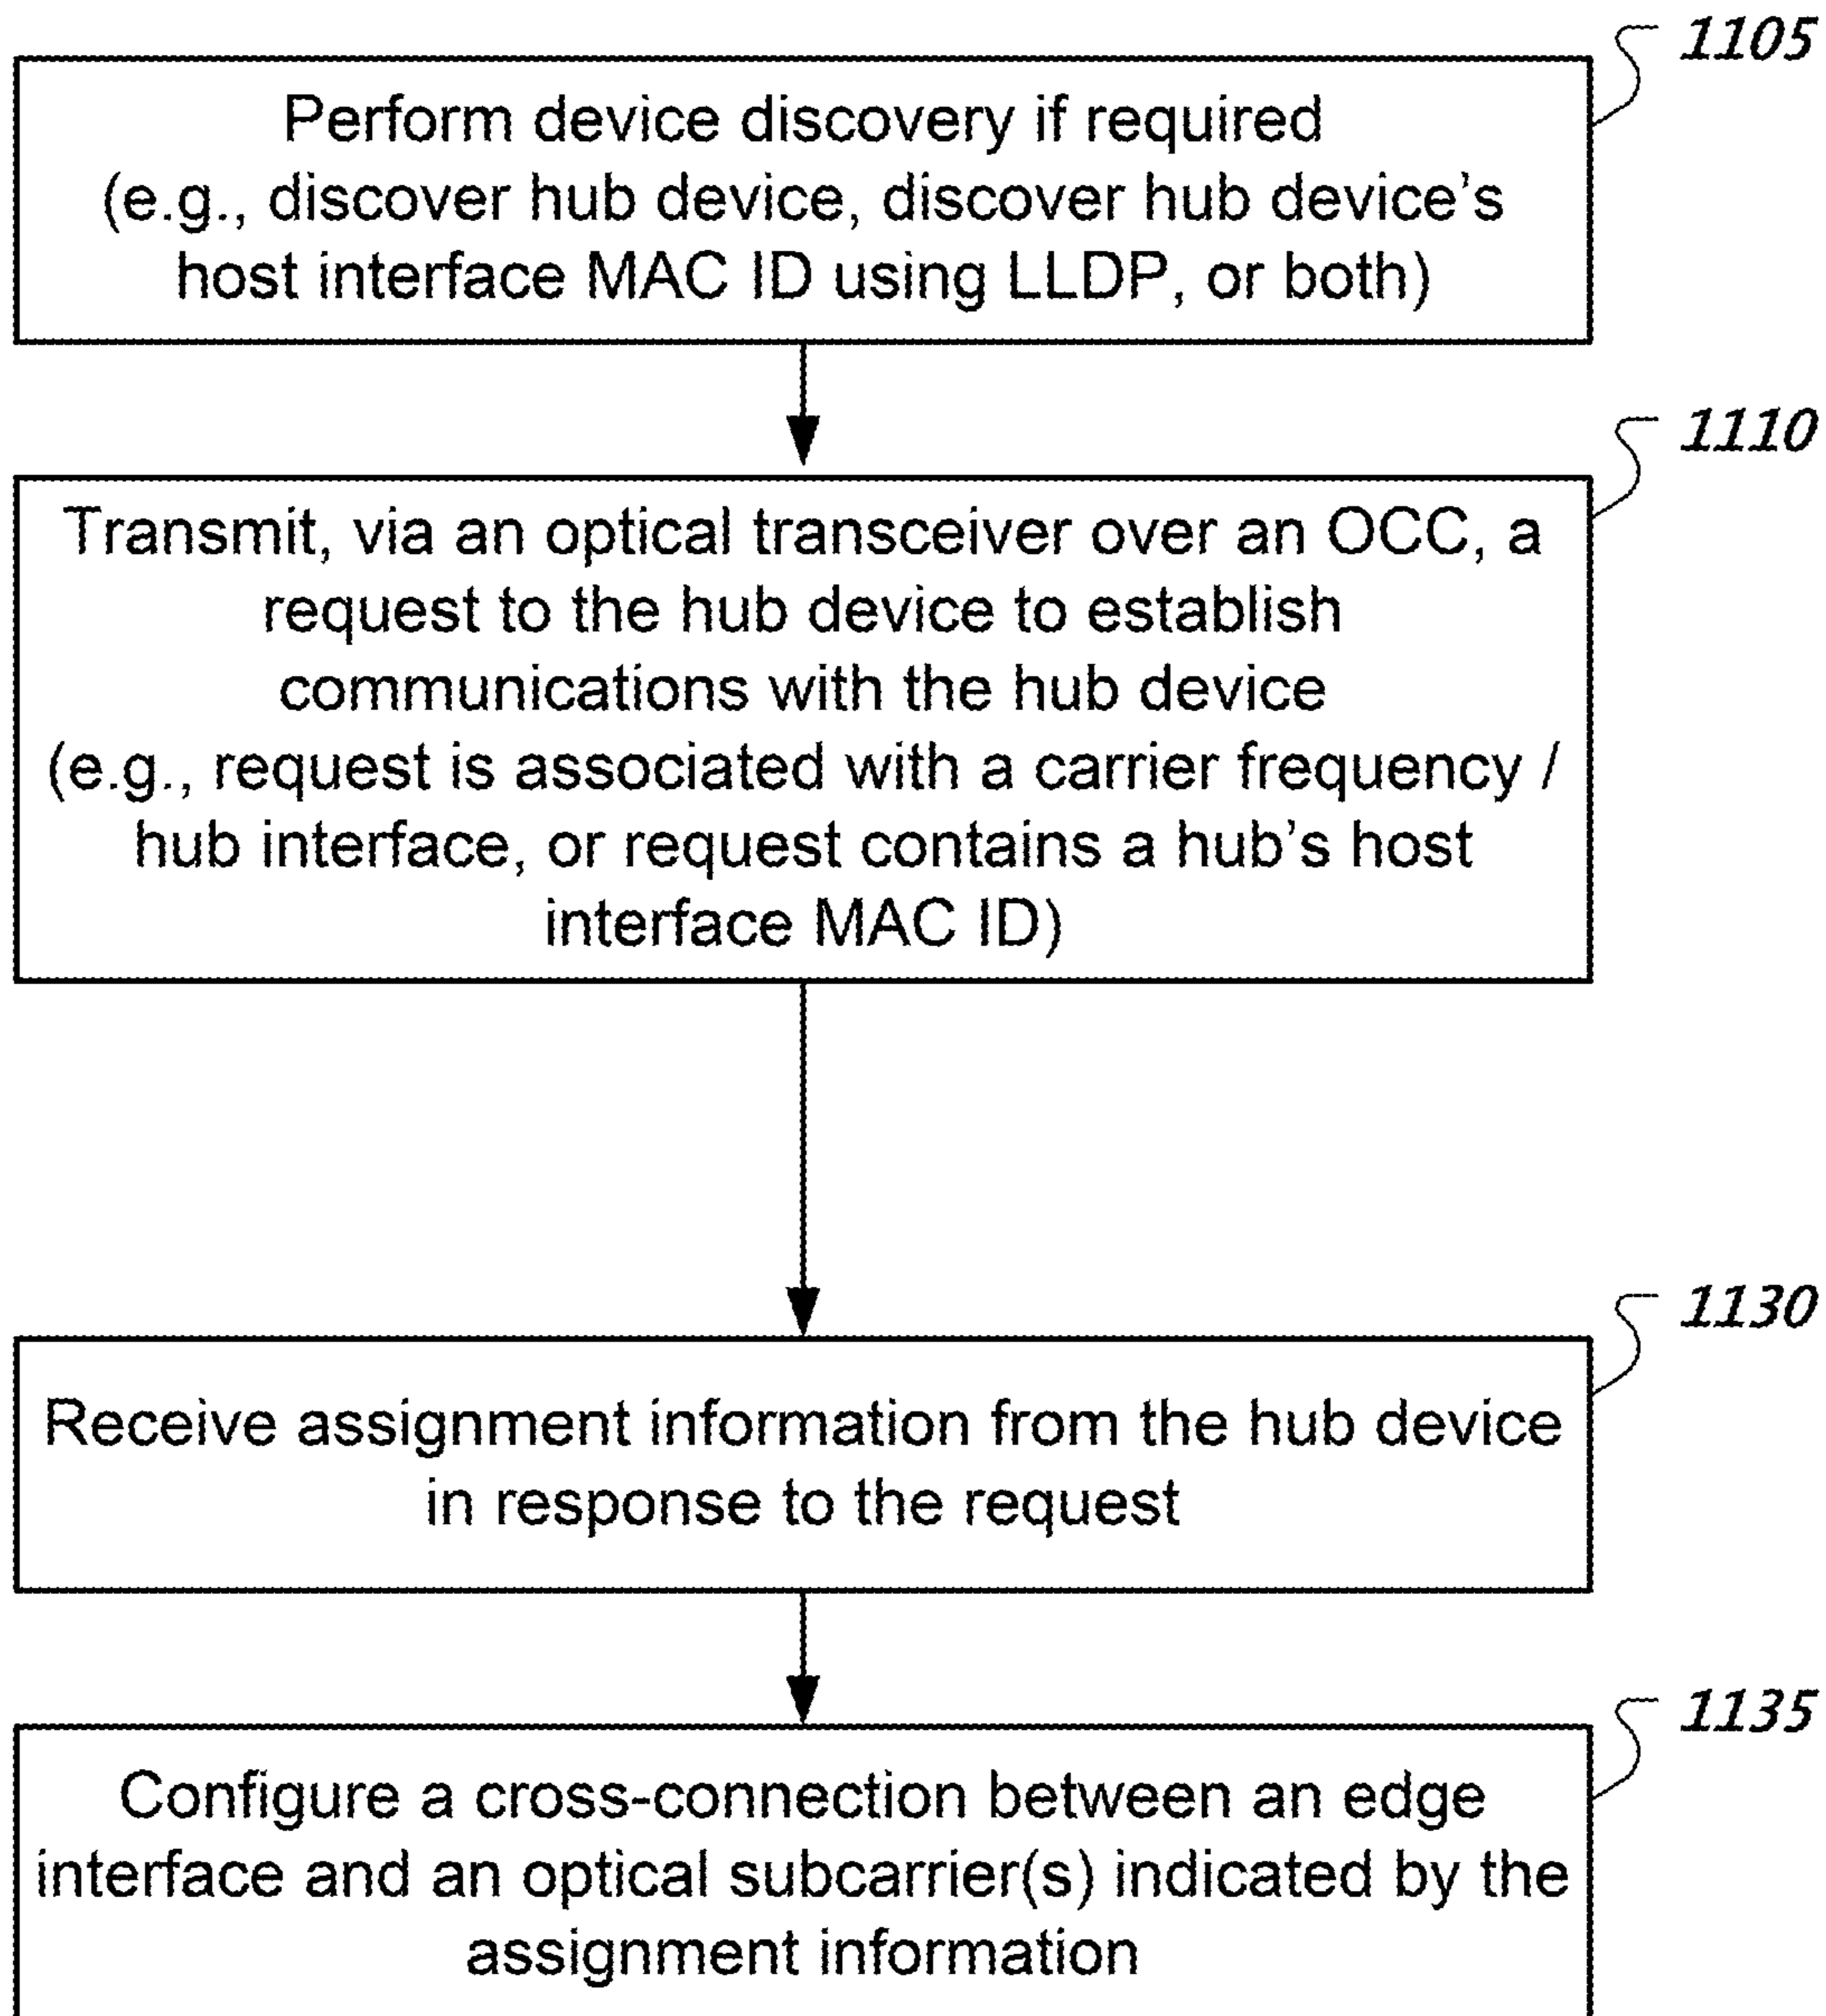 1105
Perform device discovery if required
(e.g., discover hub device, discover hub device's
host interface MAC ID using LLDP, or both)
1110
Transmit, via an optical transceiver over an OCC, a
request to the hub device to establish
communications with the hub device
(e.g., request is associated with a carrier frequency /
hub interface, or request contains a hub's host
interface MAC ID)
1130
Receive assignment information from the hub device
in response to the request
1135
Configure a cross-connection between an edge
interface and an optical subcarrier(s) indicated by the
assignment information